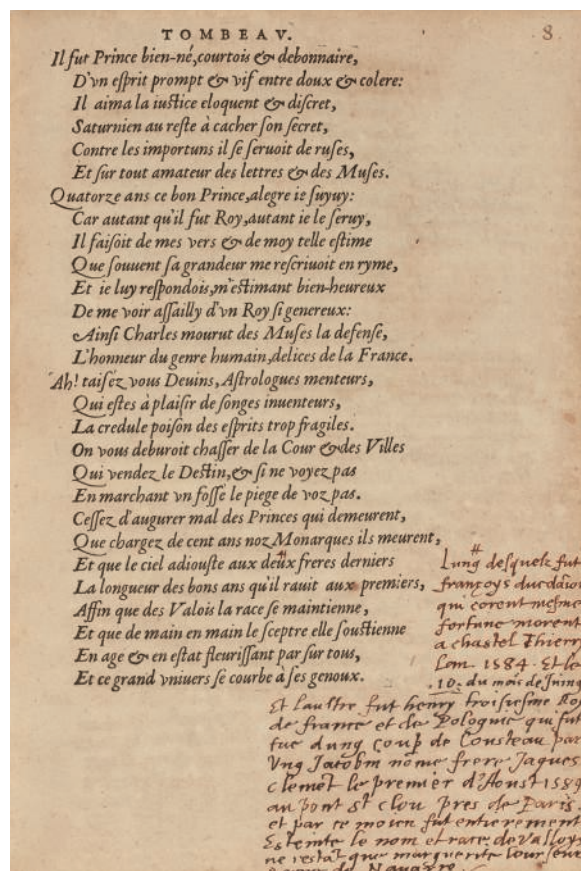 TOMBEAV.
8
Il fut Prince bien-né, courtois & debonnaire,
D'vn eſprit prompt & vif entre doux & colere:
Il aima la iuſtice eloquent & diſcret,
Saturnien au reſte à cacher ſon ſecret,
Contre les importuns il ſe ſeruoit de ruſes,
Et ſur tout amateur des lettres & des Muſes.
Quatorze ans ce bon Prince, alegre ie ſuyuy:
Car autant qu'il fut Roy, autant ie le ſeruy,
Il faiſoit de mes vers & de moy telle eſtime
Que ſouuent ſa grandeur me reſcriuoit en ryme,
Et ie luy reſpondois, m'eſtimant bien-heureux
De me voir aſſailly d'vn Roy ſi genereux:
Ainſi Charles mourut des Muſes la defenſe,
L'honneur du genre humain, delices de la France.
Ah! taiſez vous Deuins, Aſtrologues menteurs,
Qui eſtes à plaiſir de ſonges inuenteurs,
La credule poiſon des eſprits trop fragiles.
On vous deburoit chaſſer de la Cour & des Villes
Qui vendez le Deſtin, & ſi ne voyez pas
En marchant vn foſſé le piege de voz pas.
Ceſſez d'augurer mal des Princes qui demeurent,
Que chargez de cent ans noz Monarques ils meurent,
Et que le ciel adiouſte aux deux freres derniers
La longueur des bons ans qu'il rauit aux premiers,
Affin que des Valois la race ſe maintienne,
Et que de main en main le ſceptre elle ſouſtienne
En age & en eſtat fleuriſſant par ſur tous,
Et ce grand vniuers ſe courbe à ſes genoux.
Lung deſquels fut
françoys
qui
fortune
a chaſtel Thierr
Lan . 1584 . Et le
.10. du mois de Juing
Et laultre fut henry troiſieſme Roy
de france et de Pologne qui fut
tue dung coup de Couſteau par
Vng Jacobin nôme frere Jaques
clemẽt le premier d'Aouſt 1589
au pont St clou pres de Paris
et par ce moien fut entierement
Eſteinte le nom et race de valloys
ne reſtãt que marguerite
de Navarre.